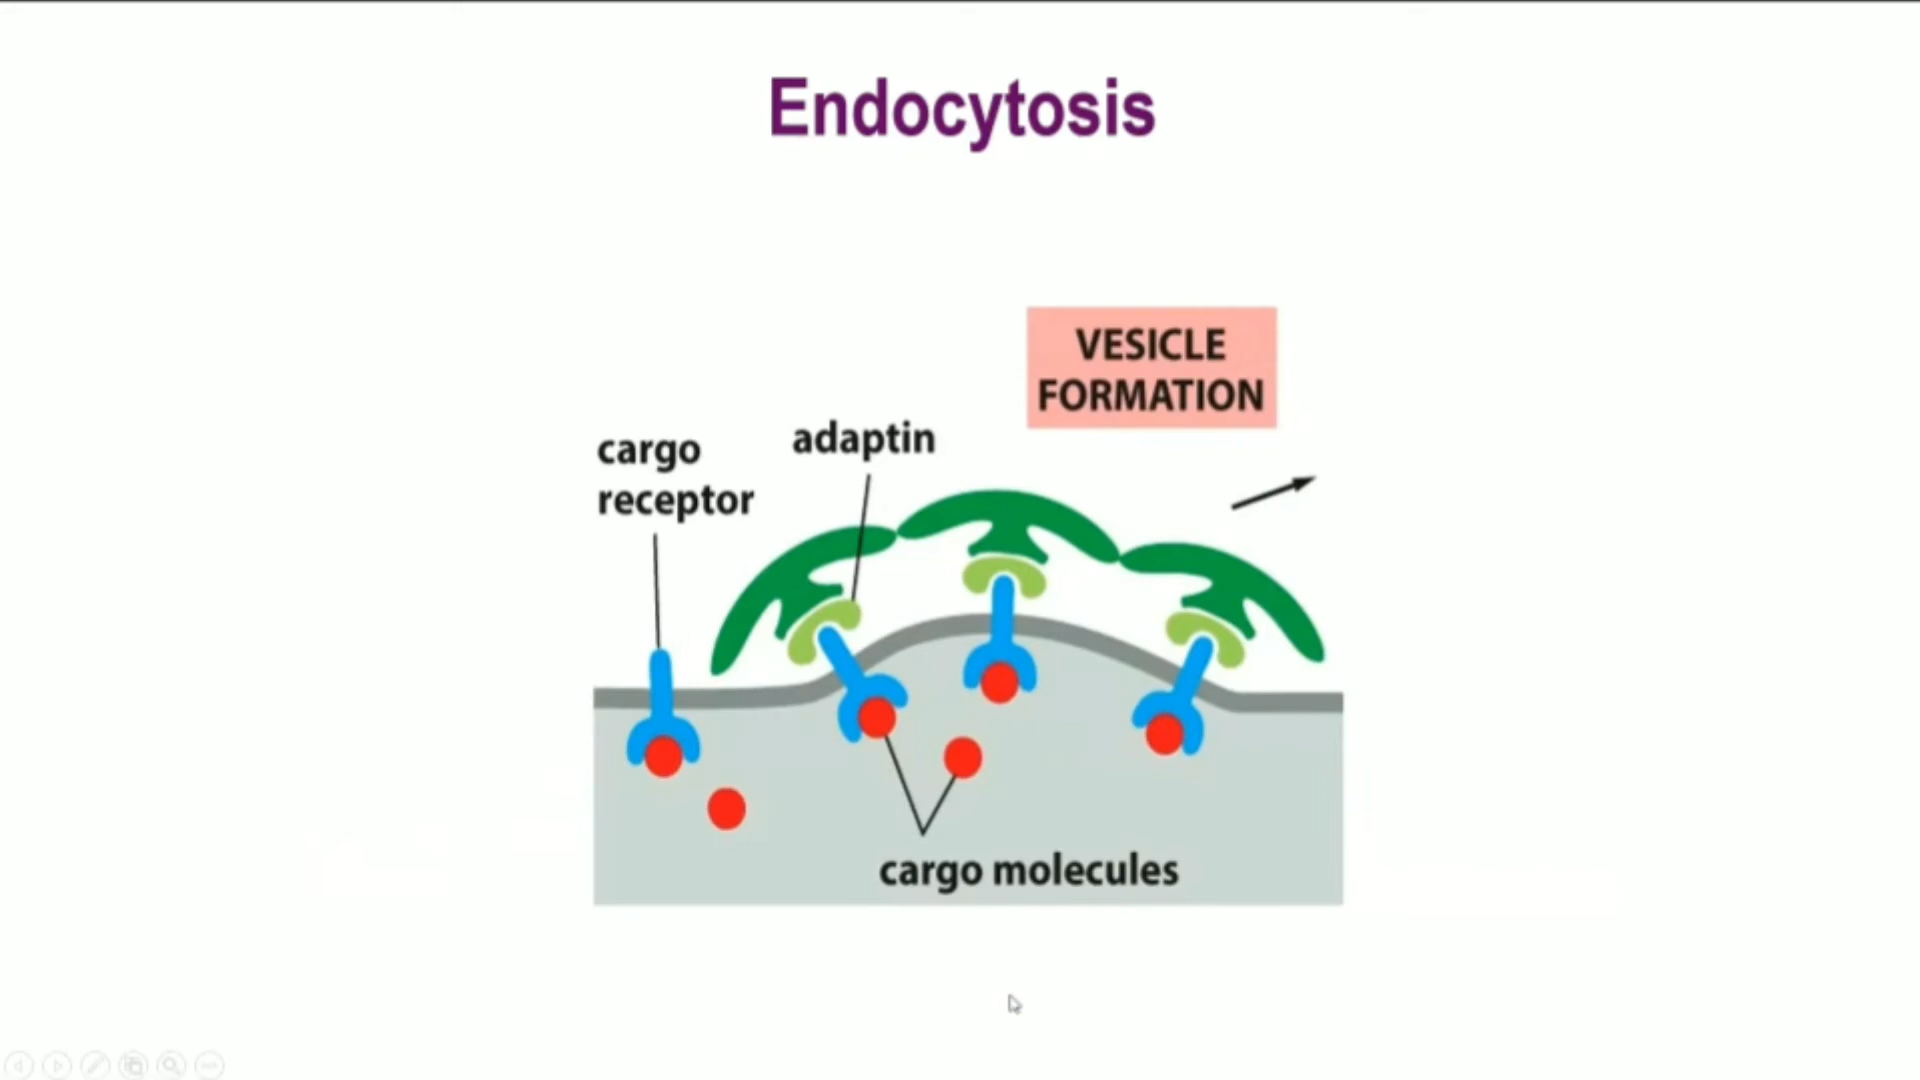 Endocytosis
VESICLE
FORMATION
adaptin
cargo
receptor
cargo molecules